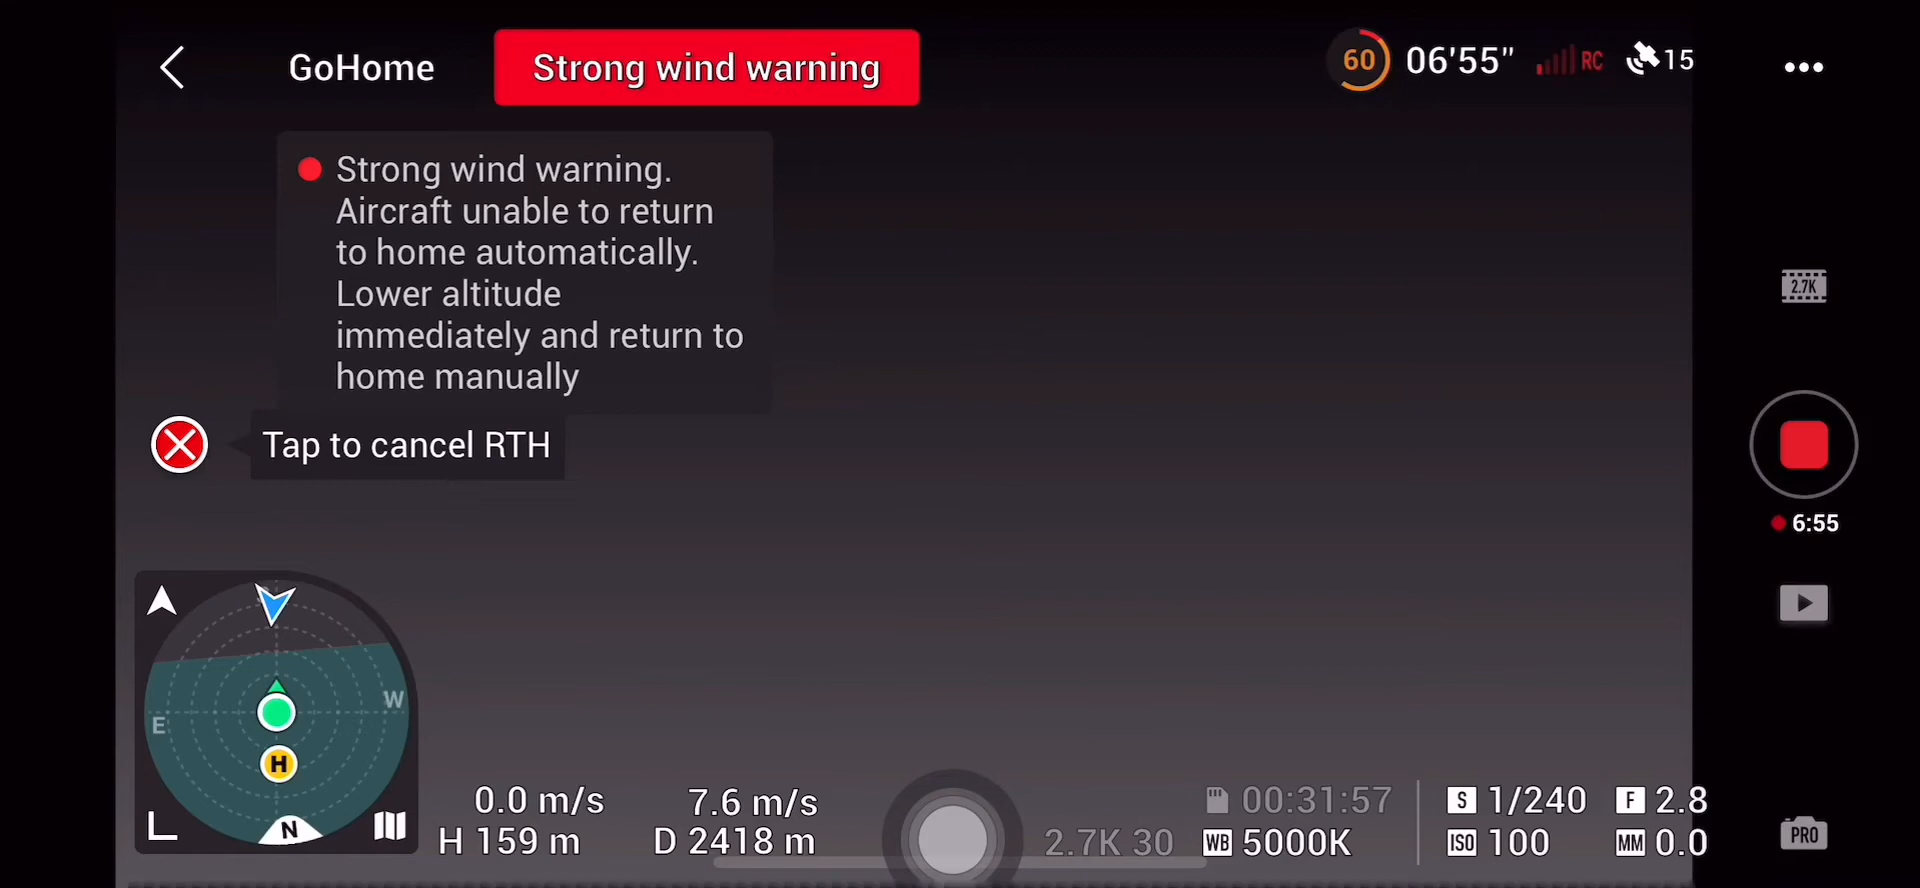 GoHome
Strong wind warning
60 06'55" RC 15
Strong wind warning.
Aircraft unable to return
to home automatically.
Lower altitude
immediately and return to
home manually
2.7K
Tap to cancel RTH
6:55
W
E
H
N
0.0 m/s 7.6 m/s
H 159 m D 2418 m
2.7K 30
00:31:57
WB 5000K
S 1/240 F 2.8
ISO 100 MM 0.0
PRO